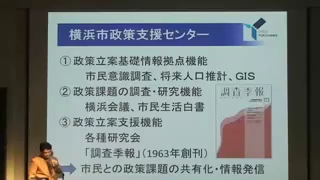 横浜市政策支援センター
① 政策立案基礎情報拠点機能
市民意識調査、将来人口推計、GIS
② 政策課題の調査・研究機能
横浜会議、市民生活白書
③ 政策立案支援機能
各種研究会
「調査季報」（1963年創刊）
調査季報
市民との政策課題の共有化・情報発信